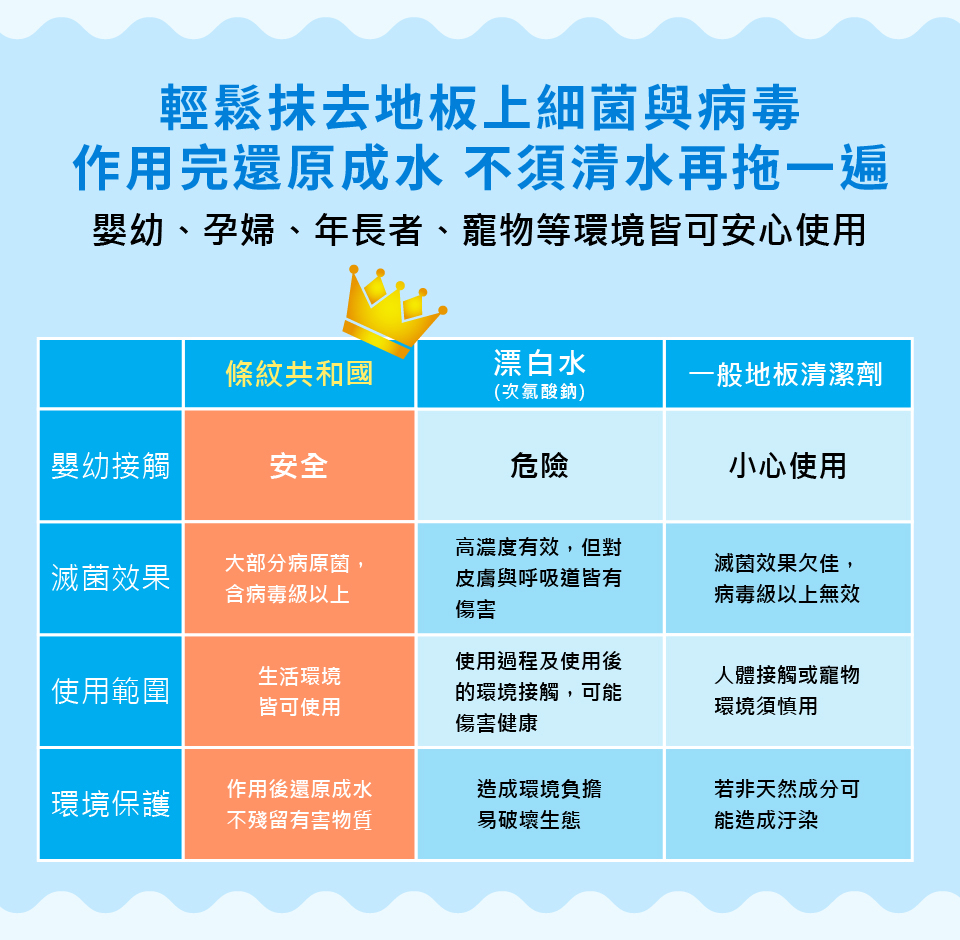 輕鬆抹去地板上細菌與病毒
作用完還原成水 不須清水再拖一遍
嬰幼、孕婦、年長者、寵物等環境皆可安心使用
條紋共和國
漂白水
(次氯酸鈉)
一般地板清潔劑
嬰幼接觸
安全
危險
小心使用
滅菌效果
大部分病原菌，
含病毒級以上
高濃度有效，但對
皮膚與呼吸道皆有
傷害
滅菌效果欠佳，
病毒級以上無效
使用範圍
生活環境
皆可使用
使用過程及使用後
的環境接觸，可能
傷害健康
人體接觸或寵物
環境須慎用
環境保護
作用後還原成水
不殘留有害物質
造成環境負擔
易破壞生態
若非天然成分可
能造成汙染